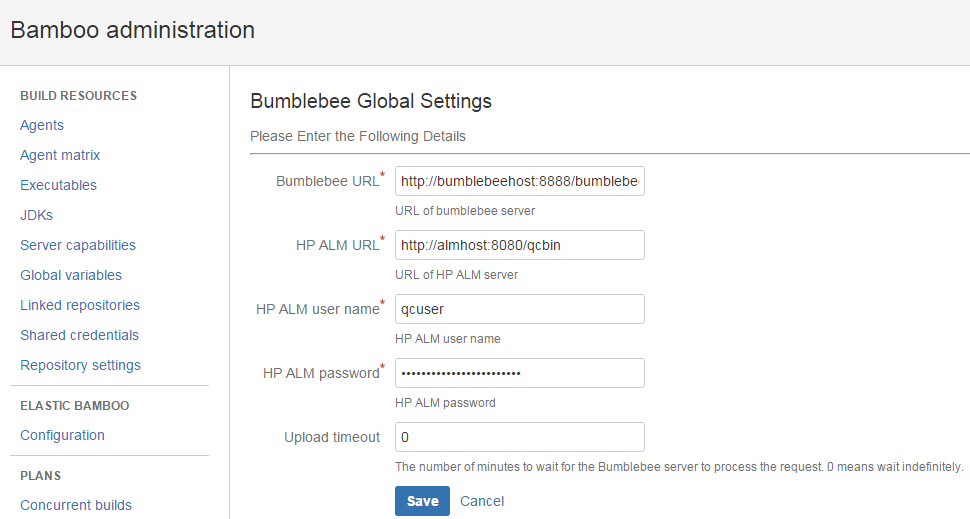 Bamboo administration
BUILD RESOURCES
Agents
Agent matrix
Executables
JDKs
Server capabilities
Global variables
Linked repositories
Shared credentials
Repository settings
ELASTIC BAMBOO
Configuration
PLANS
Concurrent builds
Bumblebee Global Settings
Please Enter the Following Details
Bumblebee URL* http://bumblebeehost:8888/bumblebee
URL of bumblebee server
HP ALM URL* http://almhost:8080/qcbin
URL of HP ALM server
HP ALM user name* qcuser
HP ALM user name
HP ALM password* ••••••••••••••••••••••••
HP ALM password
Upload timeout 0
The number of minutes to wait for the Bumblebee server to process the request. 0 means wait indefinitely.
Save Cancel